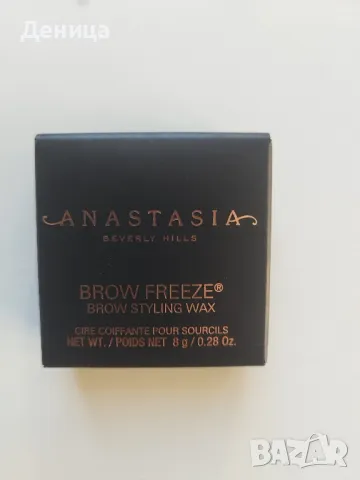 Деница
ANASTASIA
BEVERLY HILLS
BROW FREEZE®
BROW STYLING WAX
CIRE COIFFANTE POUR SOURCILS
NET WT. / POIDS NET 8 g / 0.28 Oz.
BAZAR